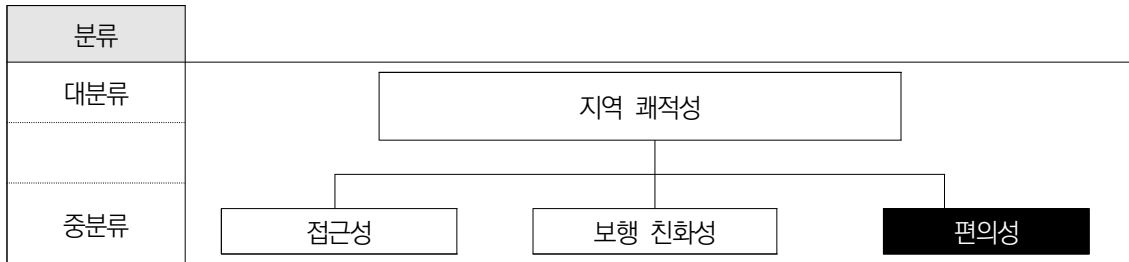 분류
대분류
지역 쾌적성
중분류
접근성
보행 친화성
편의성